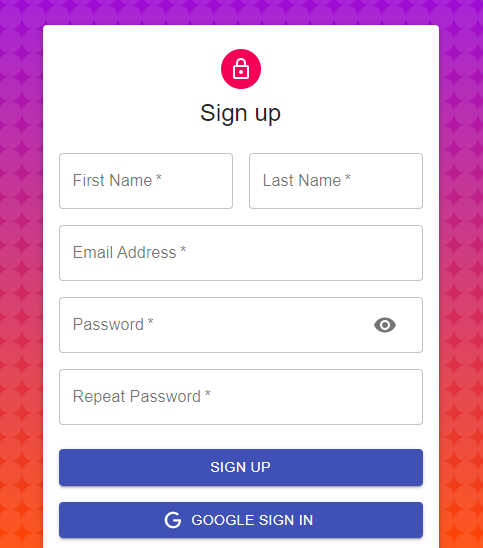 Sign up
First Name *
Last Name *
Email Address *
Password *
Repeat Password *
SIGN UP
GOOGLE SIGN IN